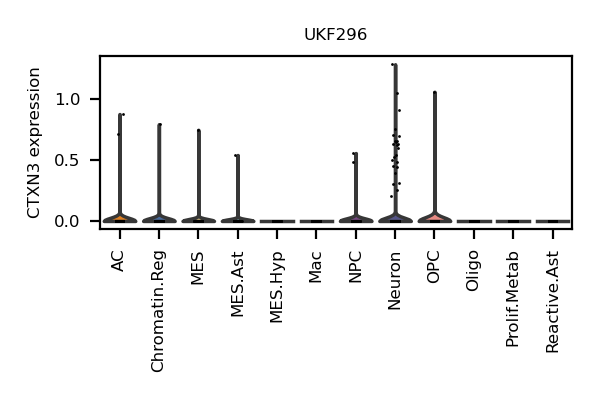 UKF296
CTXN3 expression
1.0
0.5
0.0
AC
Chromatin.Reg
MES
MES.Ast
MES.Hyp
Mac
NPC
Neuron
OPC
Oligo
Prolif.Metab
Reactive.Ast